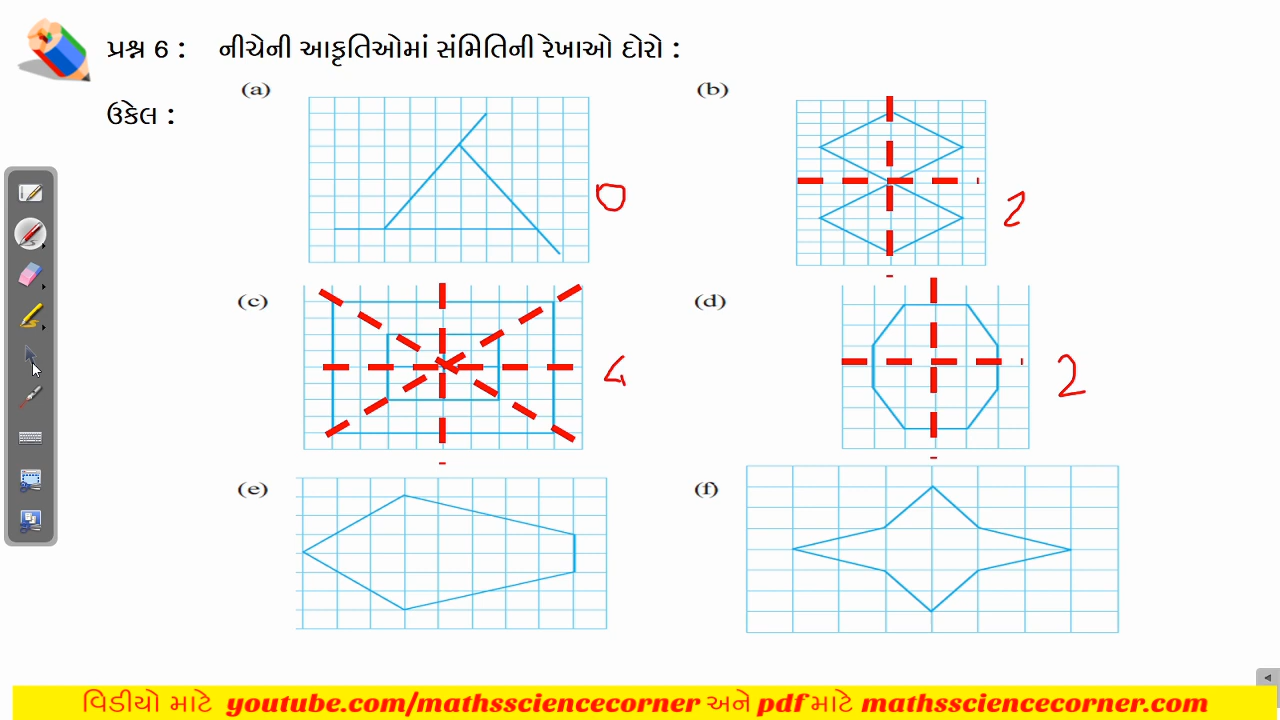 પ્રશ્ન 6 : નીચેની આકૃતિઓમાં સંમિતિની રેખાઓ દોરો :
ઉકેલ :
(a)
(b)
0
2
(c)
(d)
4
2
(e)
(f)
વિડીયો માટે youtube.com/mathssciencecorner અને pdf માટે mathssciencecorner.com